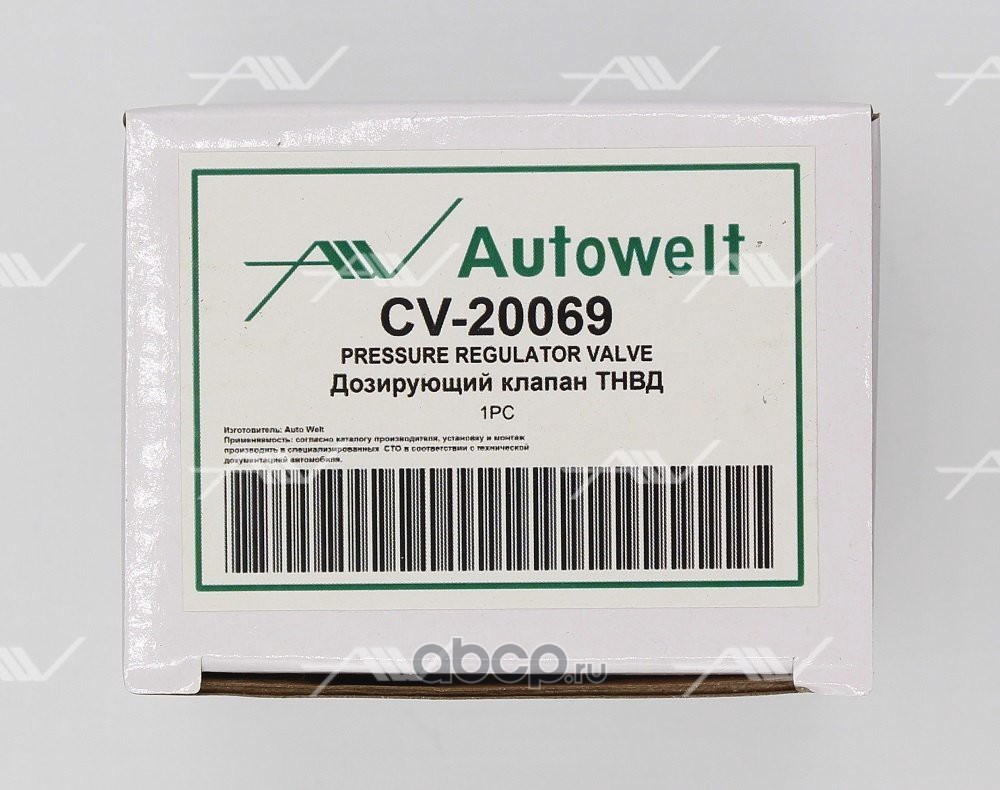 Autowelt
CV-20069
PRESSURE REGULATOR VALVE
Дозирующий клапан ТНВД
1PC
Изготовитель: Auto Welt
Применяемость: согласно каталогу производителя, установку и монтаж
производить в специализированных СТО в соответствии с технической
документацией автомобиля.
abcp.ru